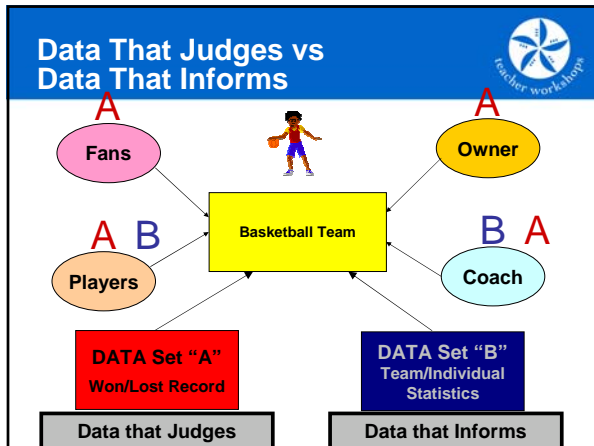 Data That Judges vs
Data That Informs
teacher workshops
A
A
Fans
Owner
Basketball Team
A B
B A
Players
Coach
DATA Set “A”
Won/Lost Record
DATA Set “B”
Team/Individual
Statistics
Data that Judges
Data that Informs